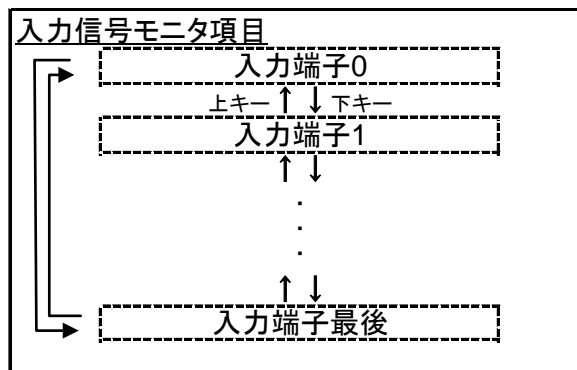 入力信号モニタ項目
入力端子0
上キー ↑ ↓ 下キー
入力端子1
↑ ↓
.
.
.
↑ ↓
入力端子最後